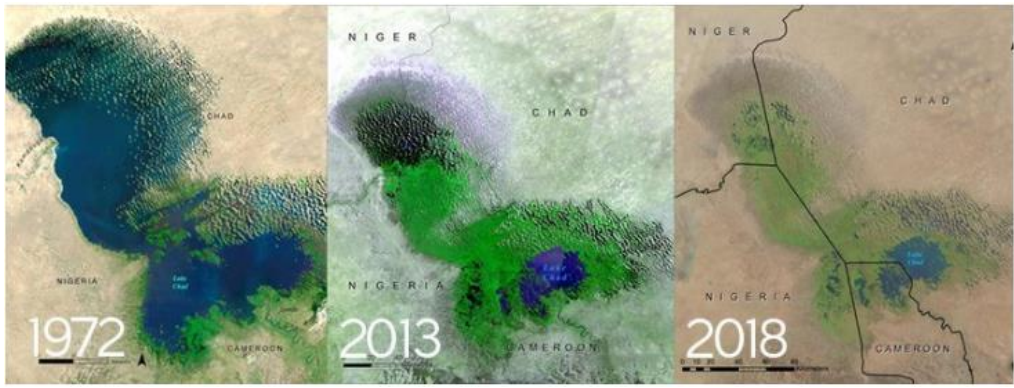 CHAD
NIGERIA
Lake
Chad
CAMEROON
1972
NIGER
CHAD
Lake
Chad
NIGERIA
CAMEROON
2013
NIGER
CHAD
Lake
Chad
NIGERIA
CAMEROON
2018